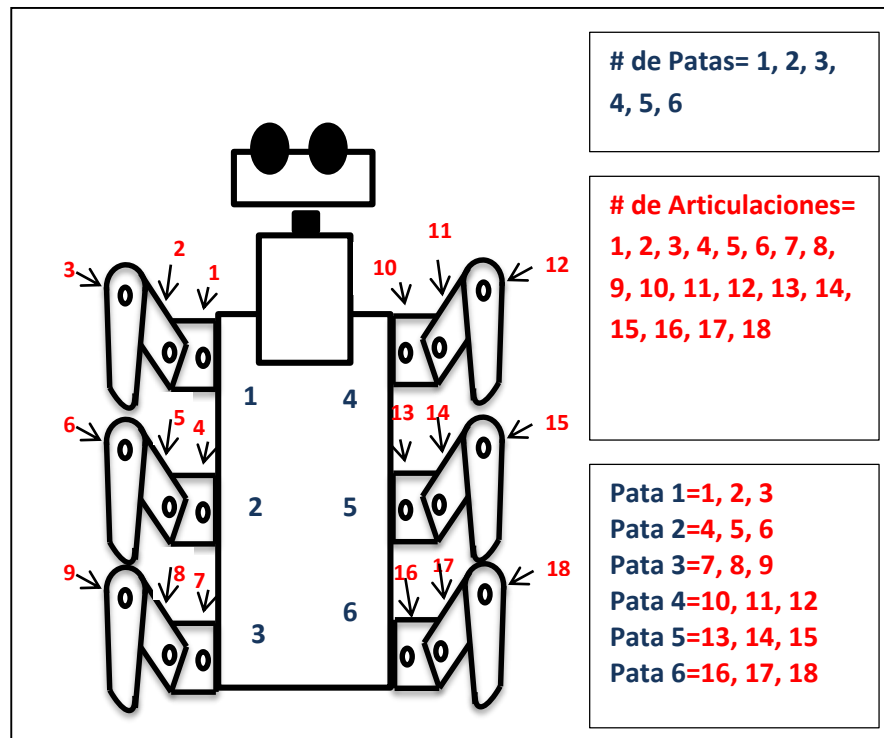 # de Patas= 1, 2, 3,
4, 5, 6
# de Articulaciones=
1, 2, 3, 4, 5, 6, 7, 8,
9, 10, 11, 12, 13, 14,
15, 16, 17, 18
Pata 1=1, 2, 3
Pata 2=4, 5, 6
Pata 3=7, 8, 9
Pata 4=10, 11, 12
Pata 5=13, 14, 15
Pata 6=16, 17, 18
3
2
1
10
11
12
1
4
6
5
4
13
14
15
2
5
9
8
7
16
17
18
3
6